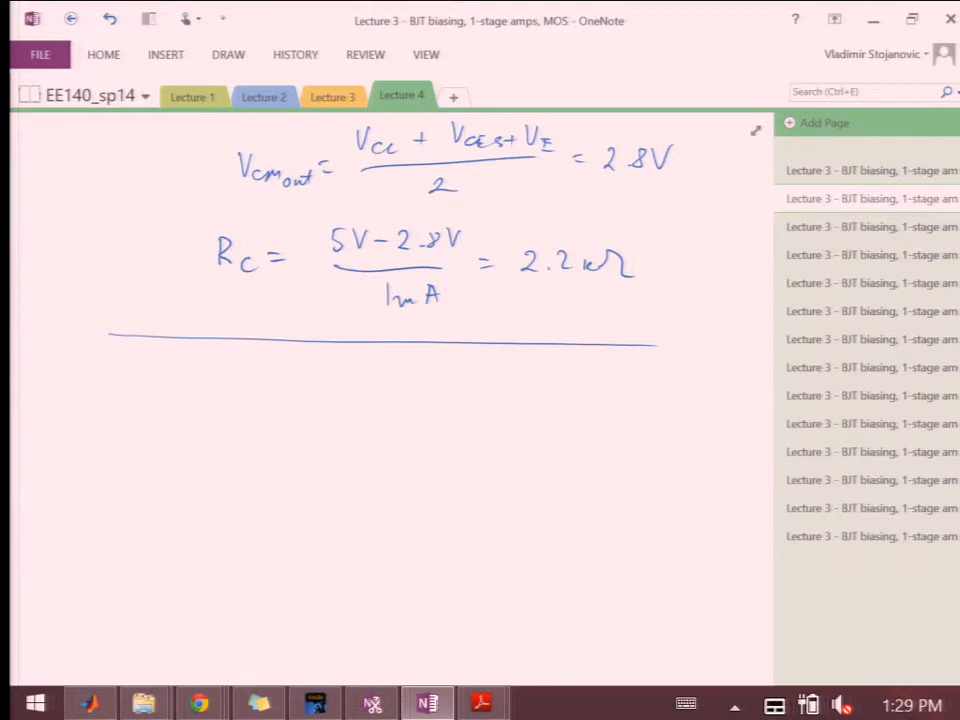 Lecture 3 - BJT biasing, 1-stage amps, MOS - OneNote
?
FILE HOME INSERT DRAW HISTORY REVIEW VIEW
Vladimir Stojanovic
EE140_sp14
Lecture 1
Lecture 2
Lecture 3
Lecture 4
+
Search (Ctrl+E)
Add Page
Lecture 3 - BJT biasing, 1-stage am
Lecture 3 - BJT biasing, 1-stage am
Lecture 3 - BJT biasing, 1-stage am
Lecture 3 - BJT biasing, 1-stage am
Lecture 3 - BJT biasing, 1-stage am
Lecture 3 - BJT biasing, 1-stage am
Lecture 3 - BJT biasing, 1-stage am
Lecture 3 - BJT biasing, 1-stage am
Lecture 3 - BJT biasing, 1-stage am
Lecture 3 - BJT biasing, 1-stage am
Lecture 3 - BJT biasing, 1-stage am
Lecture 3 - BJT biasing, 1-stage am
Lecture 3 - BJT biasing, 1-stage am
Lecture 3 - BJT biasing, 1-stage am
VCC + VCES + VE
VCMout = = 2.8V
2
5V - 2.8V
RC = = 2.2 kΩ
1mA
1:29 PM